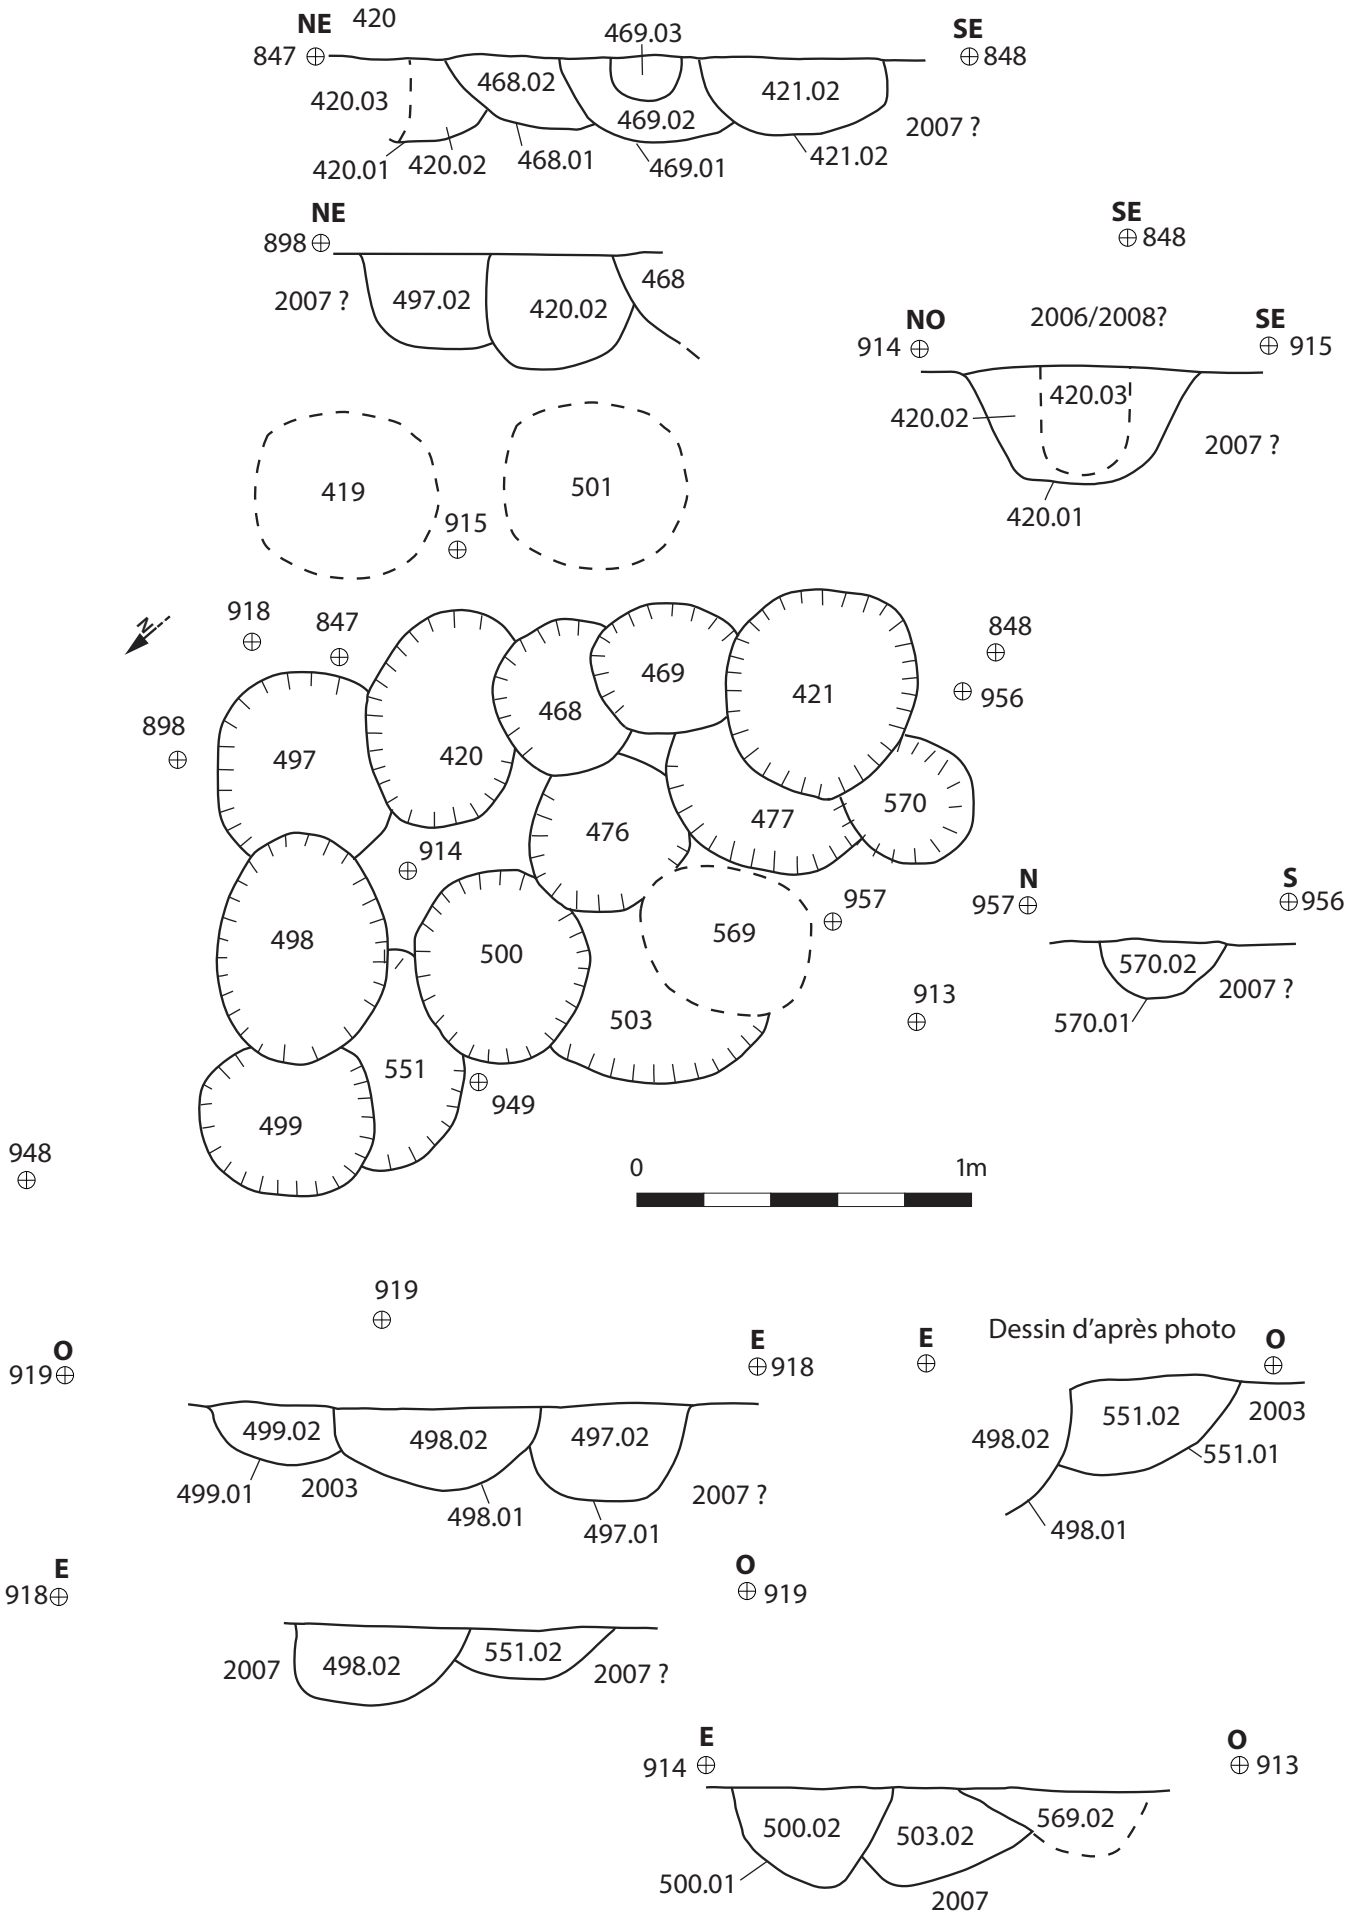 NE 420
847 469.03 SE 848
420.03 468.02 421.02
469.02 2007 ?
420.01 420.02 468.01 469.01 421.02
NE
898
2007 ? 497.02 420.02 468
SE
848
NO 2006/2008? SE
914 915
420.02 420.03
2007 ?
420.01
419 501
915
918 847
848
956
898
N
497 420 468 469 421
476 477 570
914
957
498 500 569
503
913
551
949
499
948
0 1m
N S
957 956
570.02
2007 ?
570.01
919
O E
919 918
499.02 498.02 497.02
499.01 2003 498.01 497.01 2007 ?
Dessin d’après photo
E O
498.02 551.02 2003
551.01
498.01
E O
918 919
2007 498.02 551.02 2007 ?
E O
914 913
500.02 503.02 569.02
500.01 2007